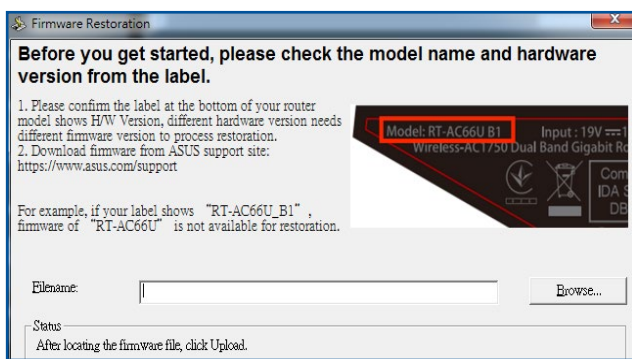 Firmware Restoration
Before you get started, please check the model name and hardware
version from the label.
1. Please confirm the label at the bottom of your router
model shows H/W Version, different hardware version needs
different firmware version to process restoration.
2. Download firmware from ASUS support site:
https://www.asus.com/support
For example, if your label shows “RT-AC66U_B1”,
firmware of “RT-AC66U” is not available for restoration.
Model: RT-AC66U B1
Input : 19V
Wireless-AC1750 Dual Band Gigabit
Com
IDA
DB
Filename:
Browse...
Status
After locating the firmware file, click Upload.